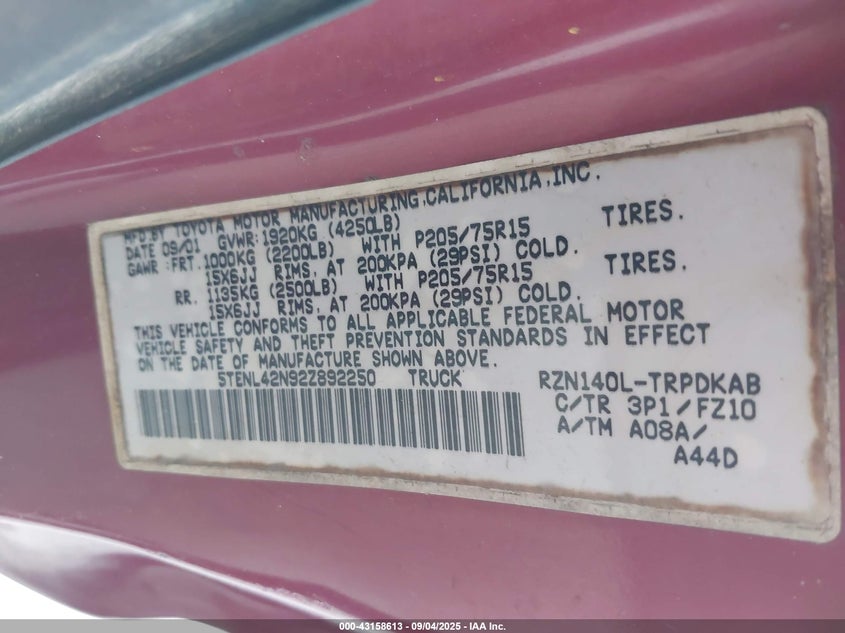 MFD.BY TOYOTA MOTOR MANUFACTURING,CALIFORNIA,INC.
DATE 09/01 GVWR:1920KG (4250LB)
GAWR :FRT.1000KG (2200LB) WITH P205/75R15 TIRES.
15X6JJ RIMS, AT 200KPA (29PSI) COLD.
RR. 1135KG (2500LB) WITH P205/75R15 TIRES.
15X6JJ RIMS, AT 200KPA (29PSI) COLD.
THIS VEHICLE CONFORMS TO ALL APPLICABLE FEDERAL MOTOR
VEHICLE SAFETY AND THEFT PREVENTION STANDARDS IN EFFECT
ON THE DATE OF MANUFACTURE SHOWN ABOVE.
5TENL42N92Z892250 TRUCK RZN140L-TRPDKAB
C/TR 3P1/FZ10
A/TM A08A/
A44D
000-43158613 - 09/04/2025 - IAA Inc.